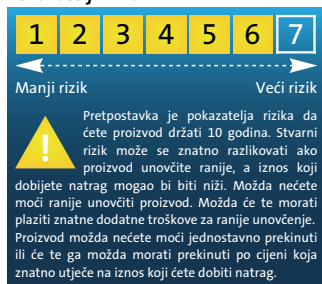 1 2 3 4 5 6 7
Manji rizik Veći rizik
Pretpostavka je pokazatelja rizika da
ćete proizvod držati 10 godina. Stvarni
rizik može se znatno razlikovati ako
proizvod unovčite ranije, a iznos koji
dobijete natrag mogao bi biti niži. Možda nećete
moći ranije unovčiti proizvod. Možda će te morati
plaziti znatne dodatne troškove za ranije unovčenje.
Proizvod možda nećete moći jednostavno prekinuti
ili će te ga možda morati prekinuti po cijeni koja
znatno utječe na iznos koji ćete dobiti natrag.